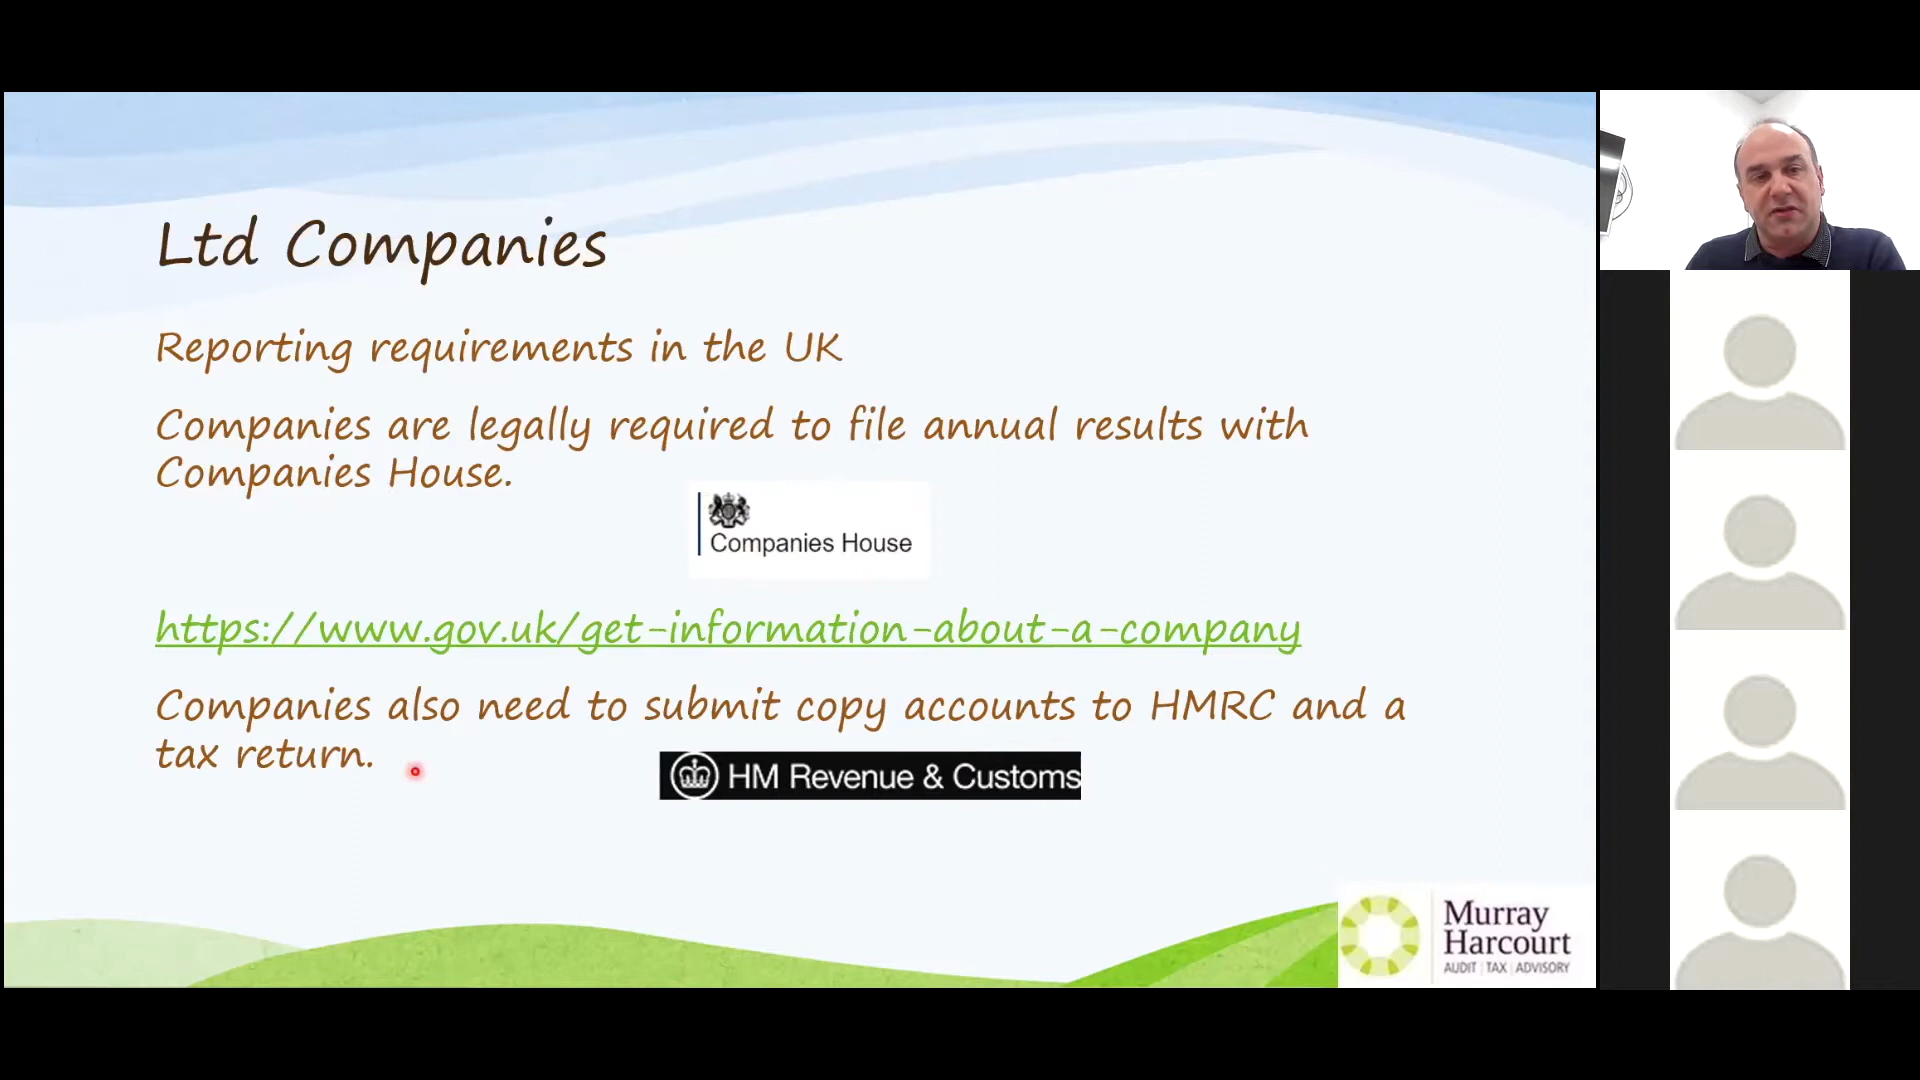 Ltd Companies
Reporting requirements in the UK
Companies are legally required to file annual results with
Companies House.
Companies House
https://www.gov.uk/get-information-about-a-company
Companies also need to submit copy accounts to HMRC and a
tax return.
HM Revenue & Customs
Murray
Harcourt
AUDIT | TAX | ADVISORY